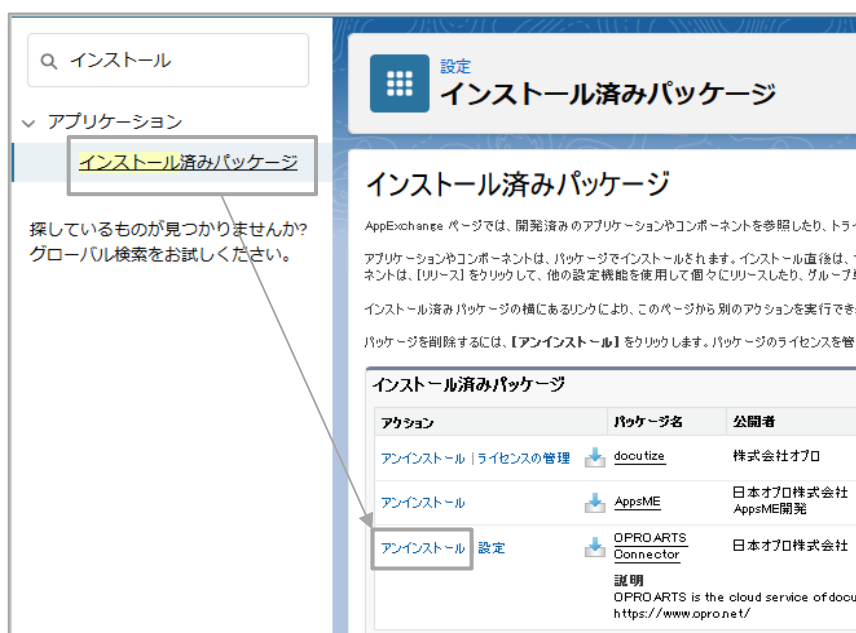 インストール
アプリケーション
インストール済みパッケージ
探しているものが見つかりませんか?
グローバル検索をお試しください。
設定
インストール済みパッケージ
インストール済みパッケージ
AppExchange ページでは、開発済みのアプリケーションやコンポーネントを参照したり、トライ
アプリケーションやコンポーネントは、パッケージでインストールされます。インストール直後は、
ネントは、[リリース] をクリックして、他の設定機能を使用して個々にリリースしたり、グループ
インストール済みパッケージの横にあるリンクにより、このページから別のアクションを実行でき
パッケージを削除するには、[アンインストール] をクリックします。パッケージのライセンスを管
インストール済みパッケージ
アクション パッケージ名 公開者
アンインストール | ライセンスの管理 docutize 株式会社オプロ
アンインストール AppsME 日本オプロ株式会社
AppsME開発
アンインストール | 設定 OPROARTS
Connector 日本オプロ株式会社
説明
OPROARTS is the cloud service of docu
https://www.opro.net/